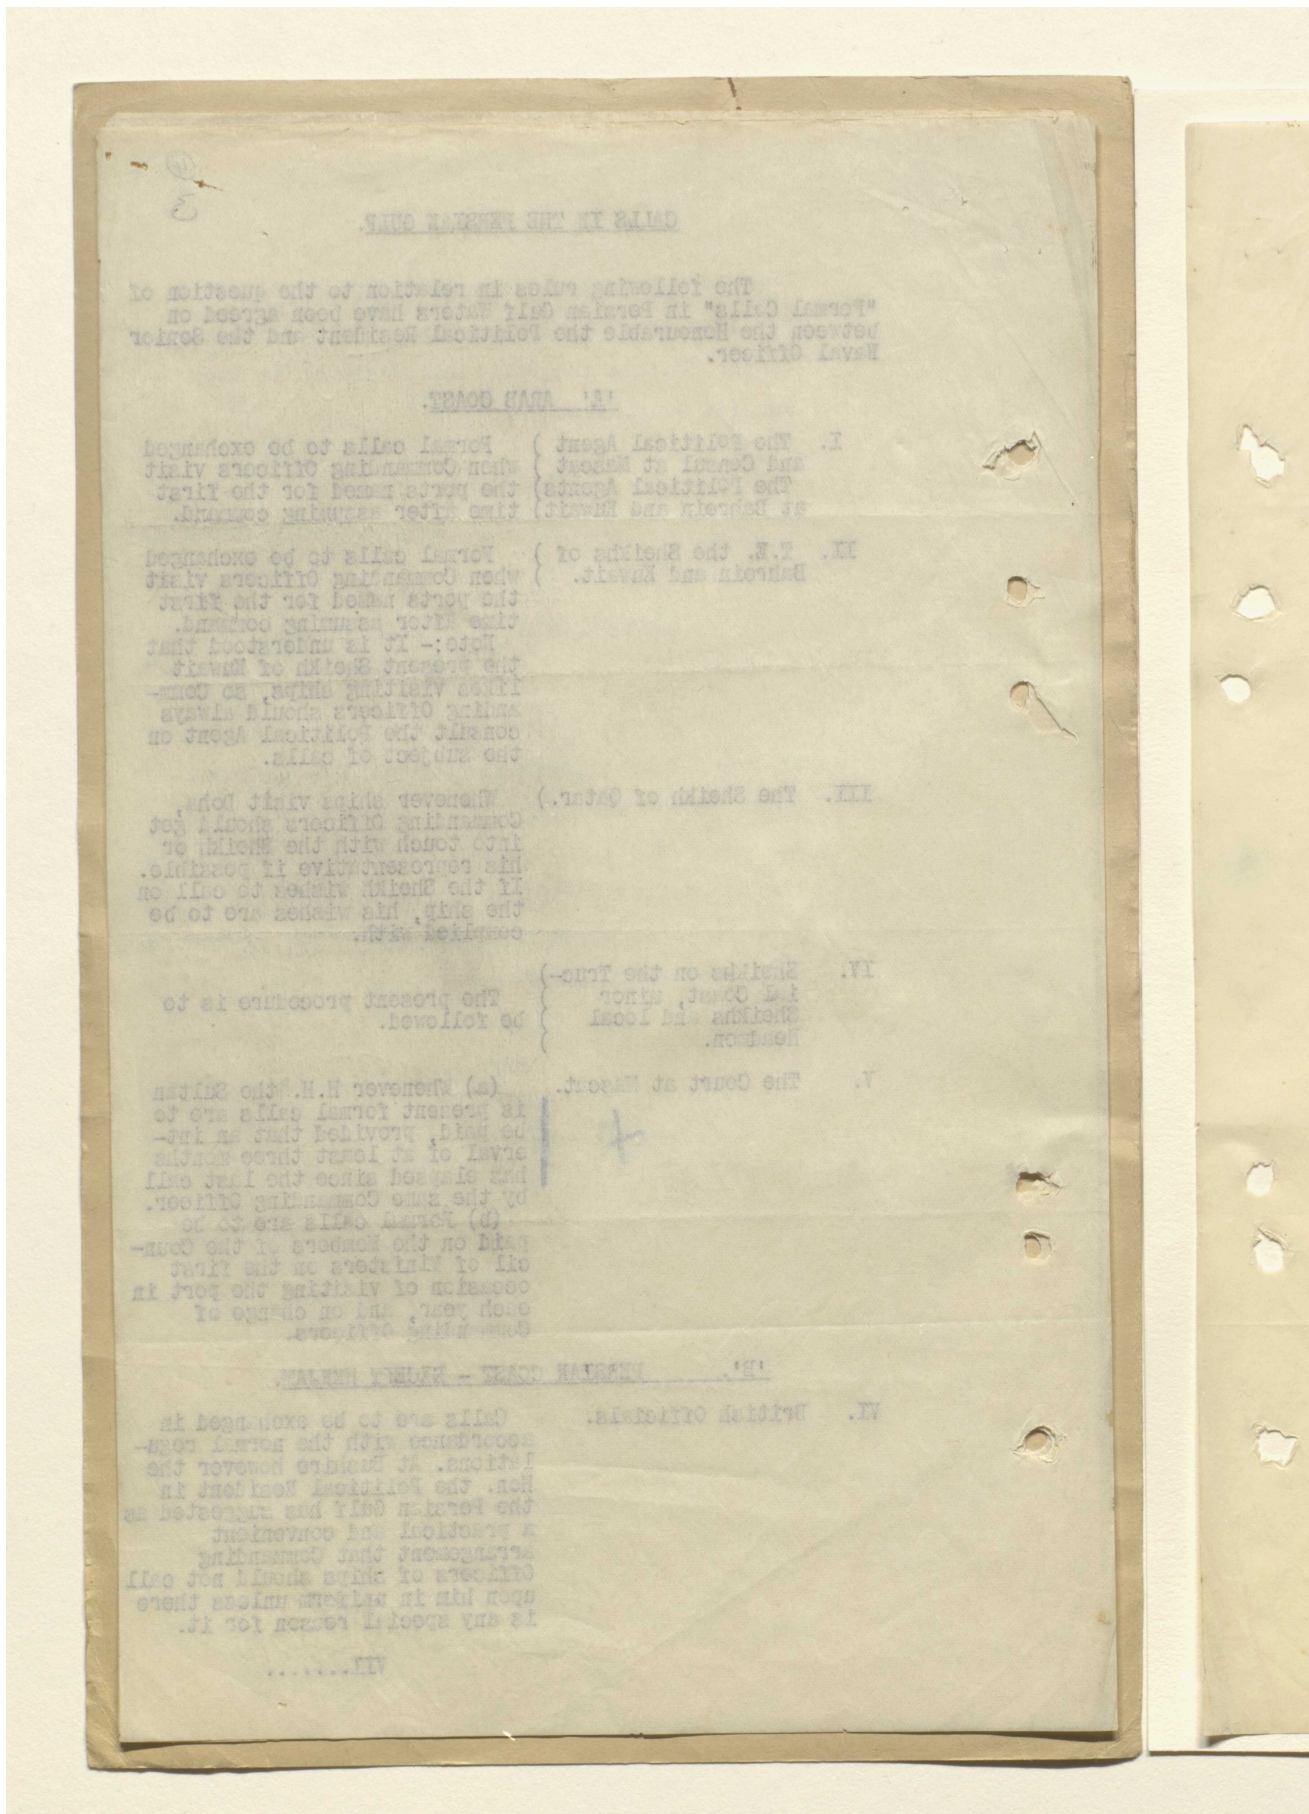 3
CALLS IN THE PERSIAN GULF.
The following rules in relation to the question of
"Formal Calls" in Persian Gulf Waters have been agreed on
between the Honourable the Political Resident and the Senior
Naval Officer.
'A' ARAB COAST.
I. The Political Agent ) Formal calls to be exchanged
and Consul at Mascat ) when Commanding Officers visit
The Political Agents) the ports named for the first
at Bahrein and Kuwait) time after assuming command.
II. T.E. the Sheikhs of ) Formal calls to be exchanged
Bahrein and Kuwait. ) when Commanding Officers visit
the ports named for the first
time after assuming command.
Note:- It is understood that
the present Sheikh of Kuwait
likes visiting ships, so Comm-
anding Officers should always
consult the Political Agent on
the subject of calls.
III. The Sheikh of Qatar.) Whenever ships visit Doha,
Commanding Officers should get
into touch with the Sheikh or
his representative if possible.
If the Sheikh wishes to call on
the ship, his wishes are to be
complied with.
IV. Sheikhs on the Truc-)
ial Coast, minor ) The present procedure is to
Sheikhs and local ) be followed.
Headmen. )
V. The Court at Mascat. (a) Whenever H.H. the Sultan
is present formal calls are to
be paid, provided that an int-
erval of at least three months
has elapsed since the last call
by the same Commanding Officer.
(b) Formal calls are to be
paid on the Members of the Coun-
cil of Ministers on the first
occasion of visiting the port in
each year, and on change of
Commanding Officers.
'B'. PERSIAN COAST - EXCEPT HENJAM.
VI. British Officials. Calls are to be exchanged in
accordance with the normal regu-
lations. At Bushire however the
Hon. the Political Resident in
the Persian Gulf has suggested as
a practical and convenient
arrangement that Commanding
Officers of ships should not call
upon him in uniform unless there
is any special reason for it.
VII.......